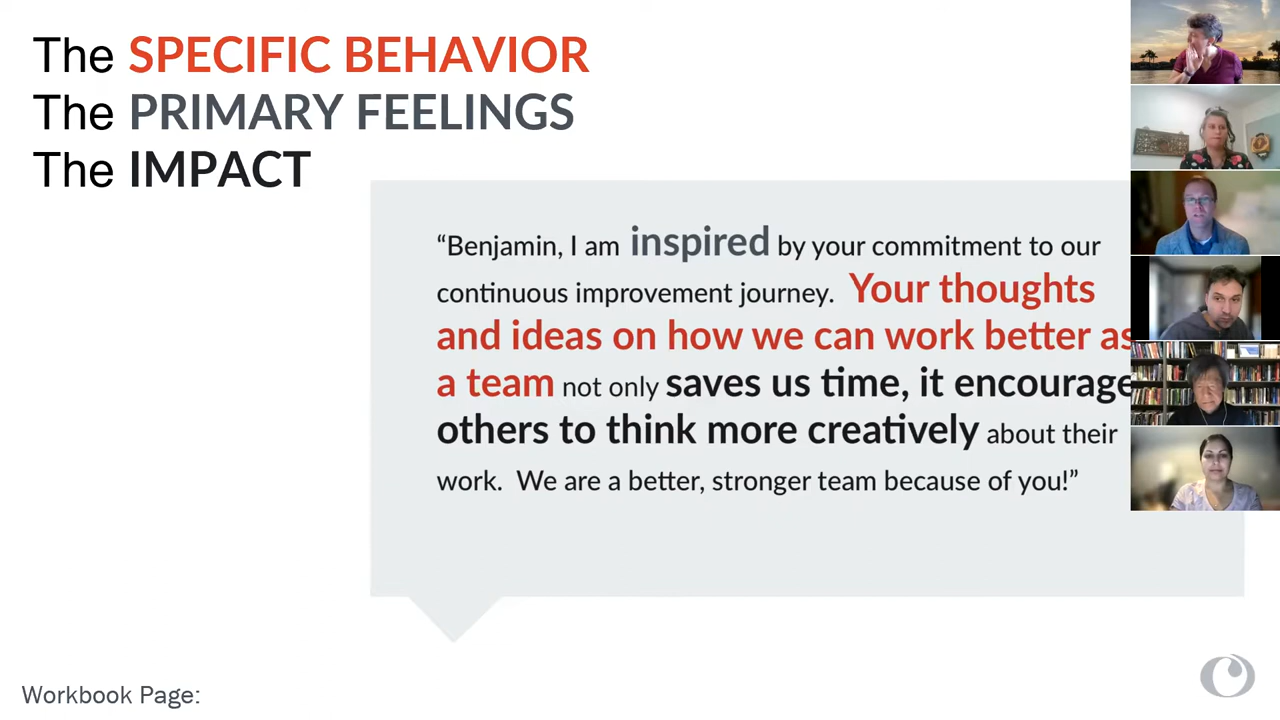 The SPECIFIC BEHAVIOR
The PRIMARY FEELINGS
The IMPACT
“Benjamin, I am inspired by your commitment to our
continuous improvement journey. Your thoughts
and ideas on how we can work better as
a team not only saves us time, it encourage
others to think more creatively about their
work. We are a better, stronger team because of you!”
Workbook Page: